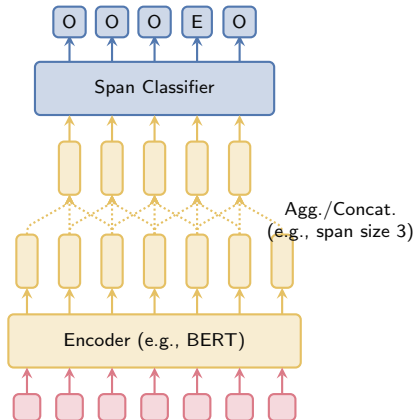 O O O E O
Span Classifier
Agg./Concat.
(e.g., span size 3)
Encoder (e.g., BERT)